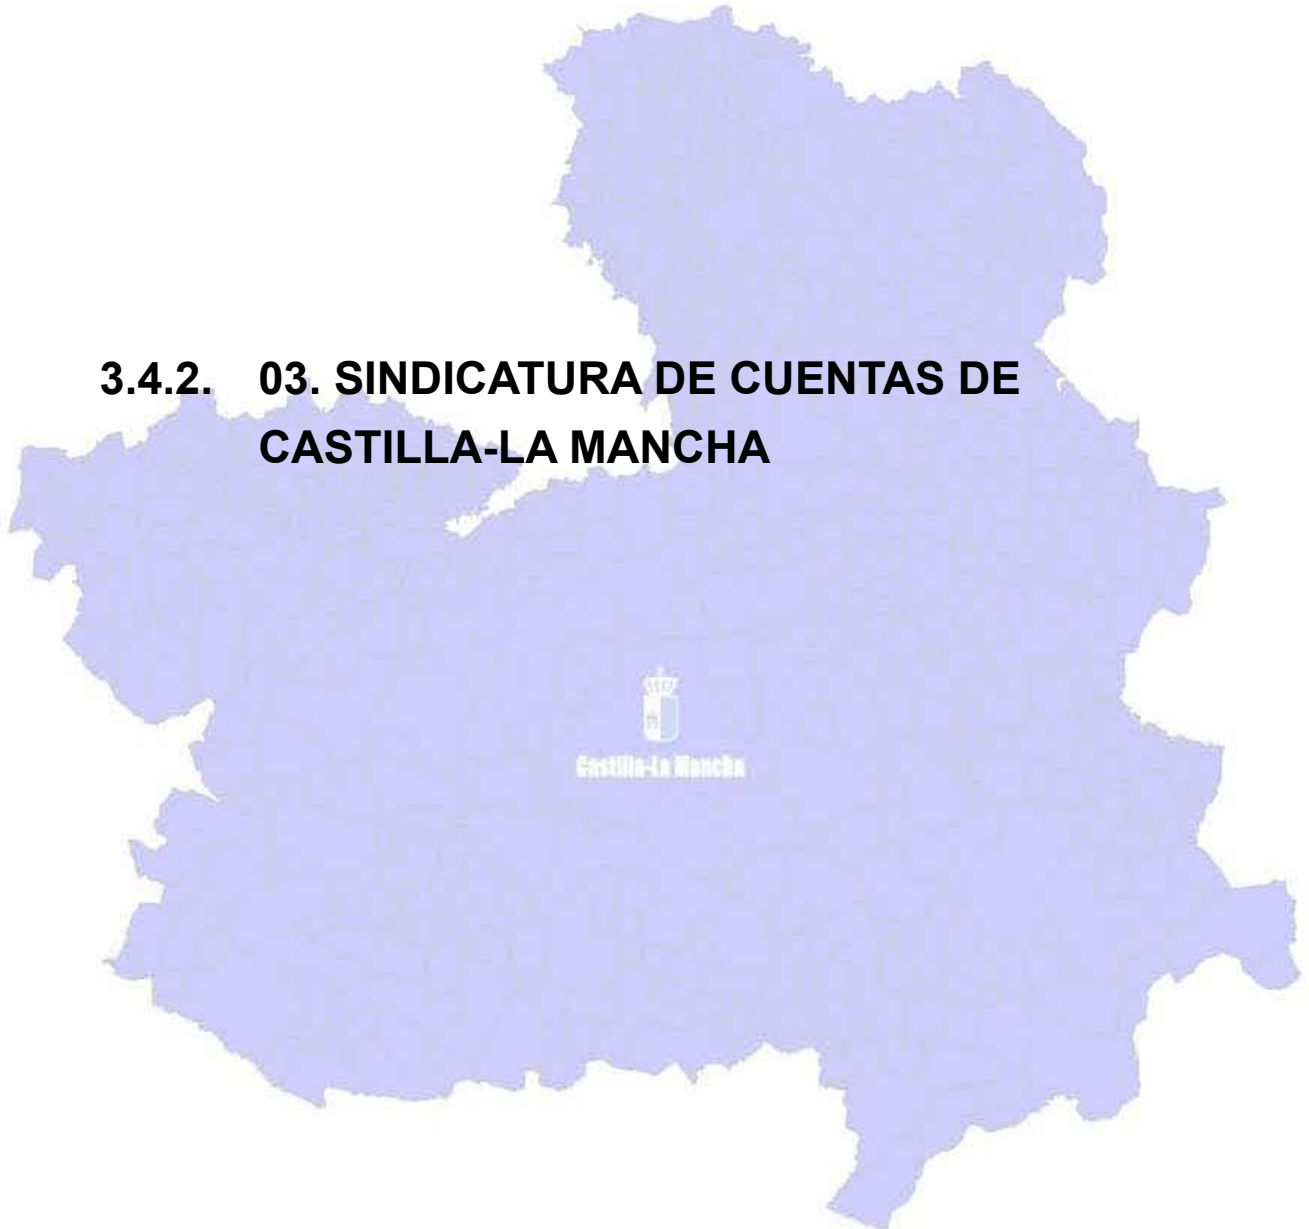 3.4.2. 03. SINDICATURA DE CUENTAS DE
CASTILLA-LA MANCHA
Castilla-La Mancha